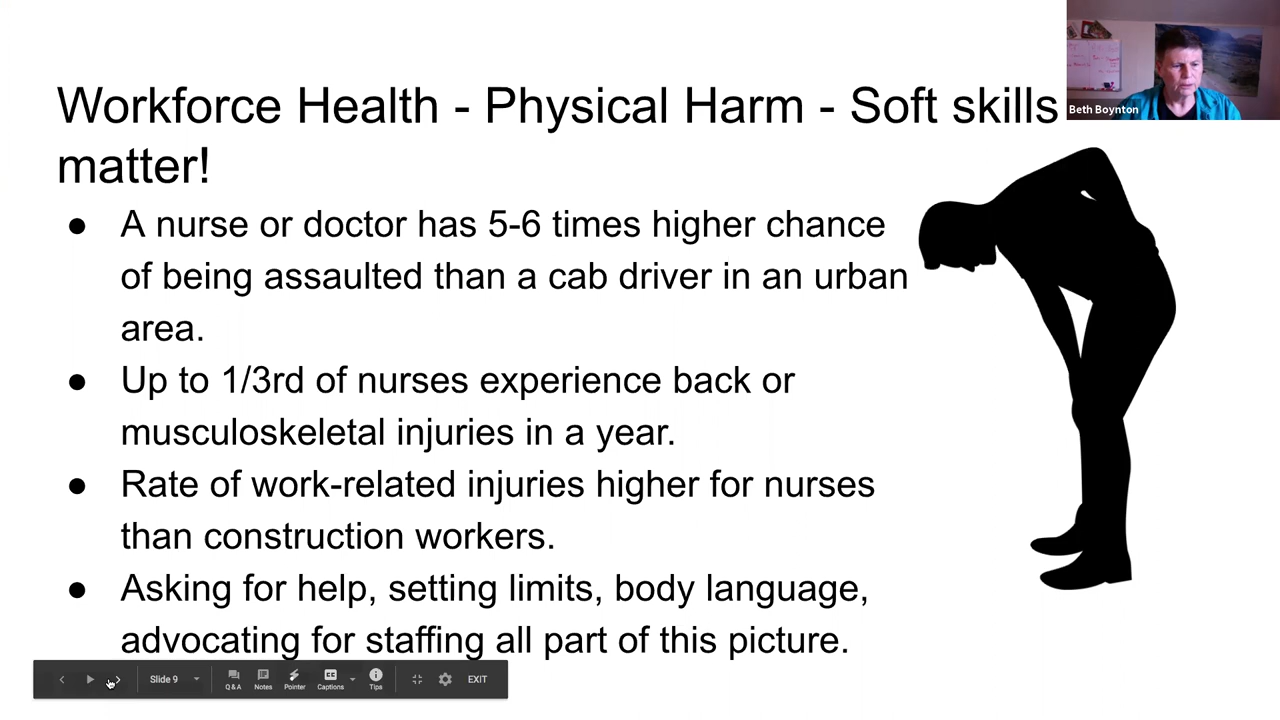 Workforce Health - Physical Harm - Soft skills
matter!
Beth Boynton
● A nurse or doctor has 5-6 times higher chance
of being assaulted than a cab driver in an urban
area.
● Up to 1/3rd of nurses experience back or
musculoskeletal injuries in a year.
● Rate of work-related injuries higher for nurses
than construction workers.
● Asking for help, setting limits, body language,
advocating for staffing all part of this picture.
Slide 9
Q&A
Notes
Pointer
Captions
Tips
EXIT